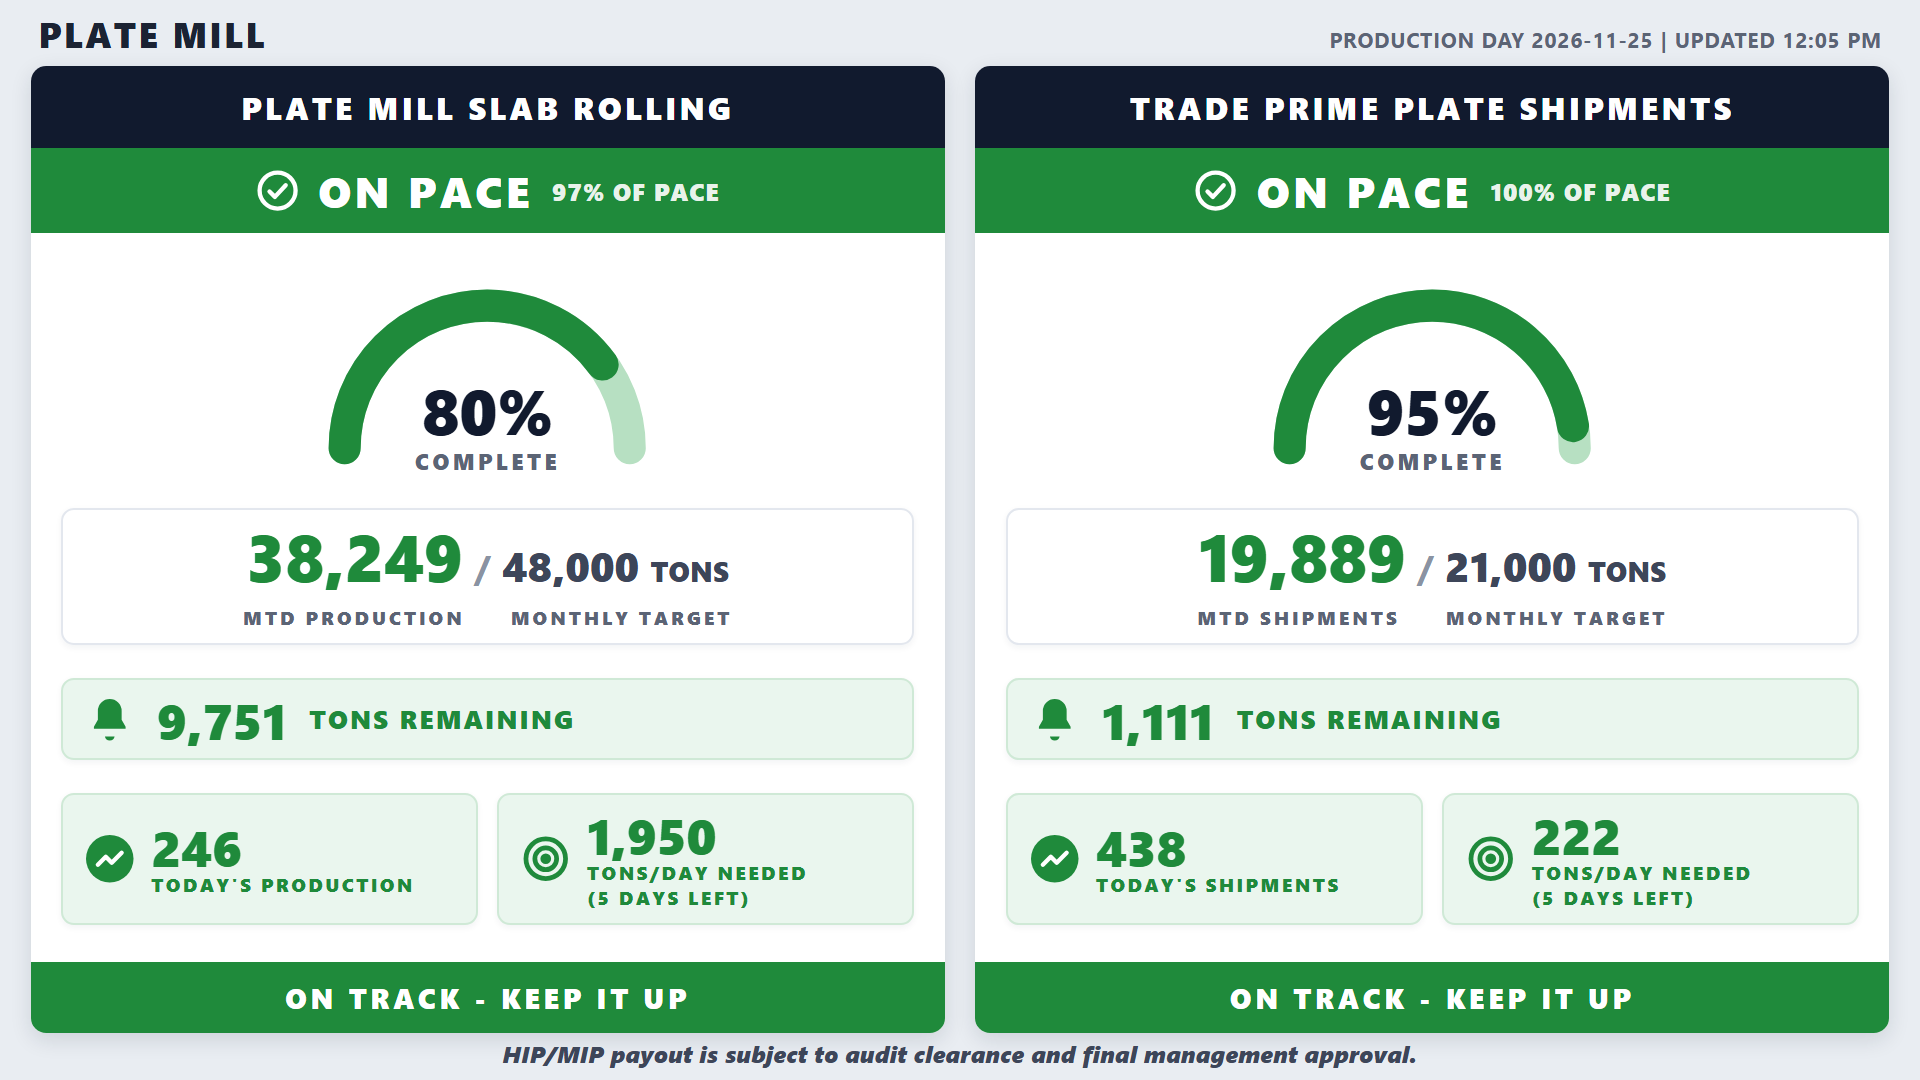 PLATE MILL
PRODUCTION DAY 2026-11-25 | UPDATED 12:05 PM
PLATE MILL SLAB ROLLING
ON PACE 97% OF PACE
80%
COMPLETE
38,249 / 48,000 TONS
MTD PRODUCTION MONTHLY TARGET
9,751 TONS REMAINING
246
TODAY'S PRODUCTION
1,950
TONS/DAY NEEDED
(5 DAYS LEFT)
ON TRACK - KEEP IT UP
TRADE PRIME PLATE SHIPMENTS
ON PACE 100% OF PACE
95%
COMPLETE
19,889 / 21,000 TONS
MTD SHIPMENTS MONTHLY TARGET
1,111 TONS REMAINING
438
TODAY'S SHIPMENTS
222
TONS/DAY NEEDED
(5 DAYS LEFT)
ON TRACK - KEEP IT UP
HIP/MIP payout is subject to audit clearance and final management approval.